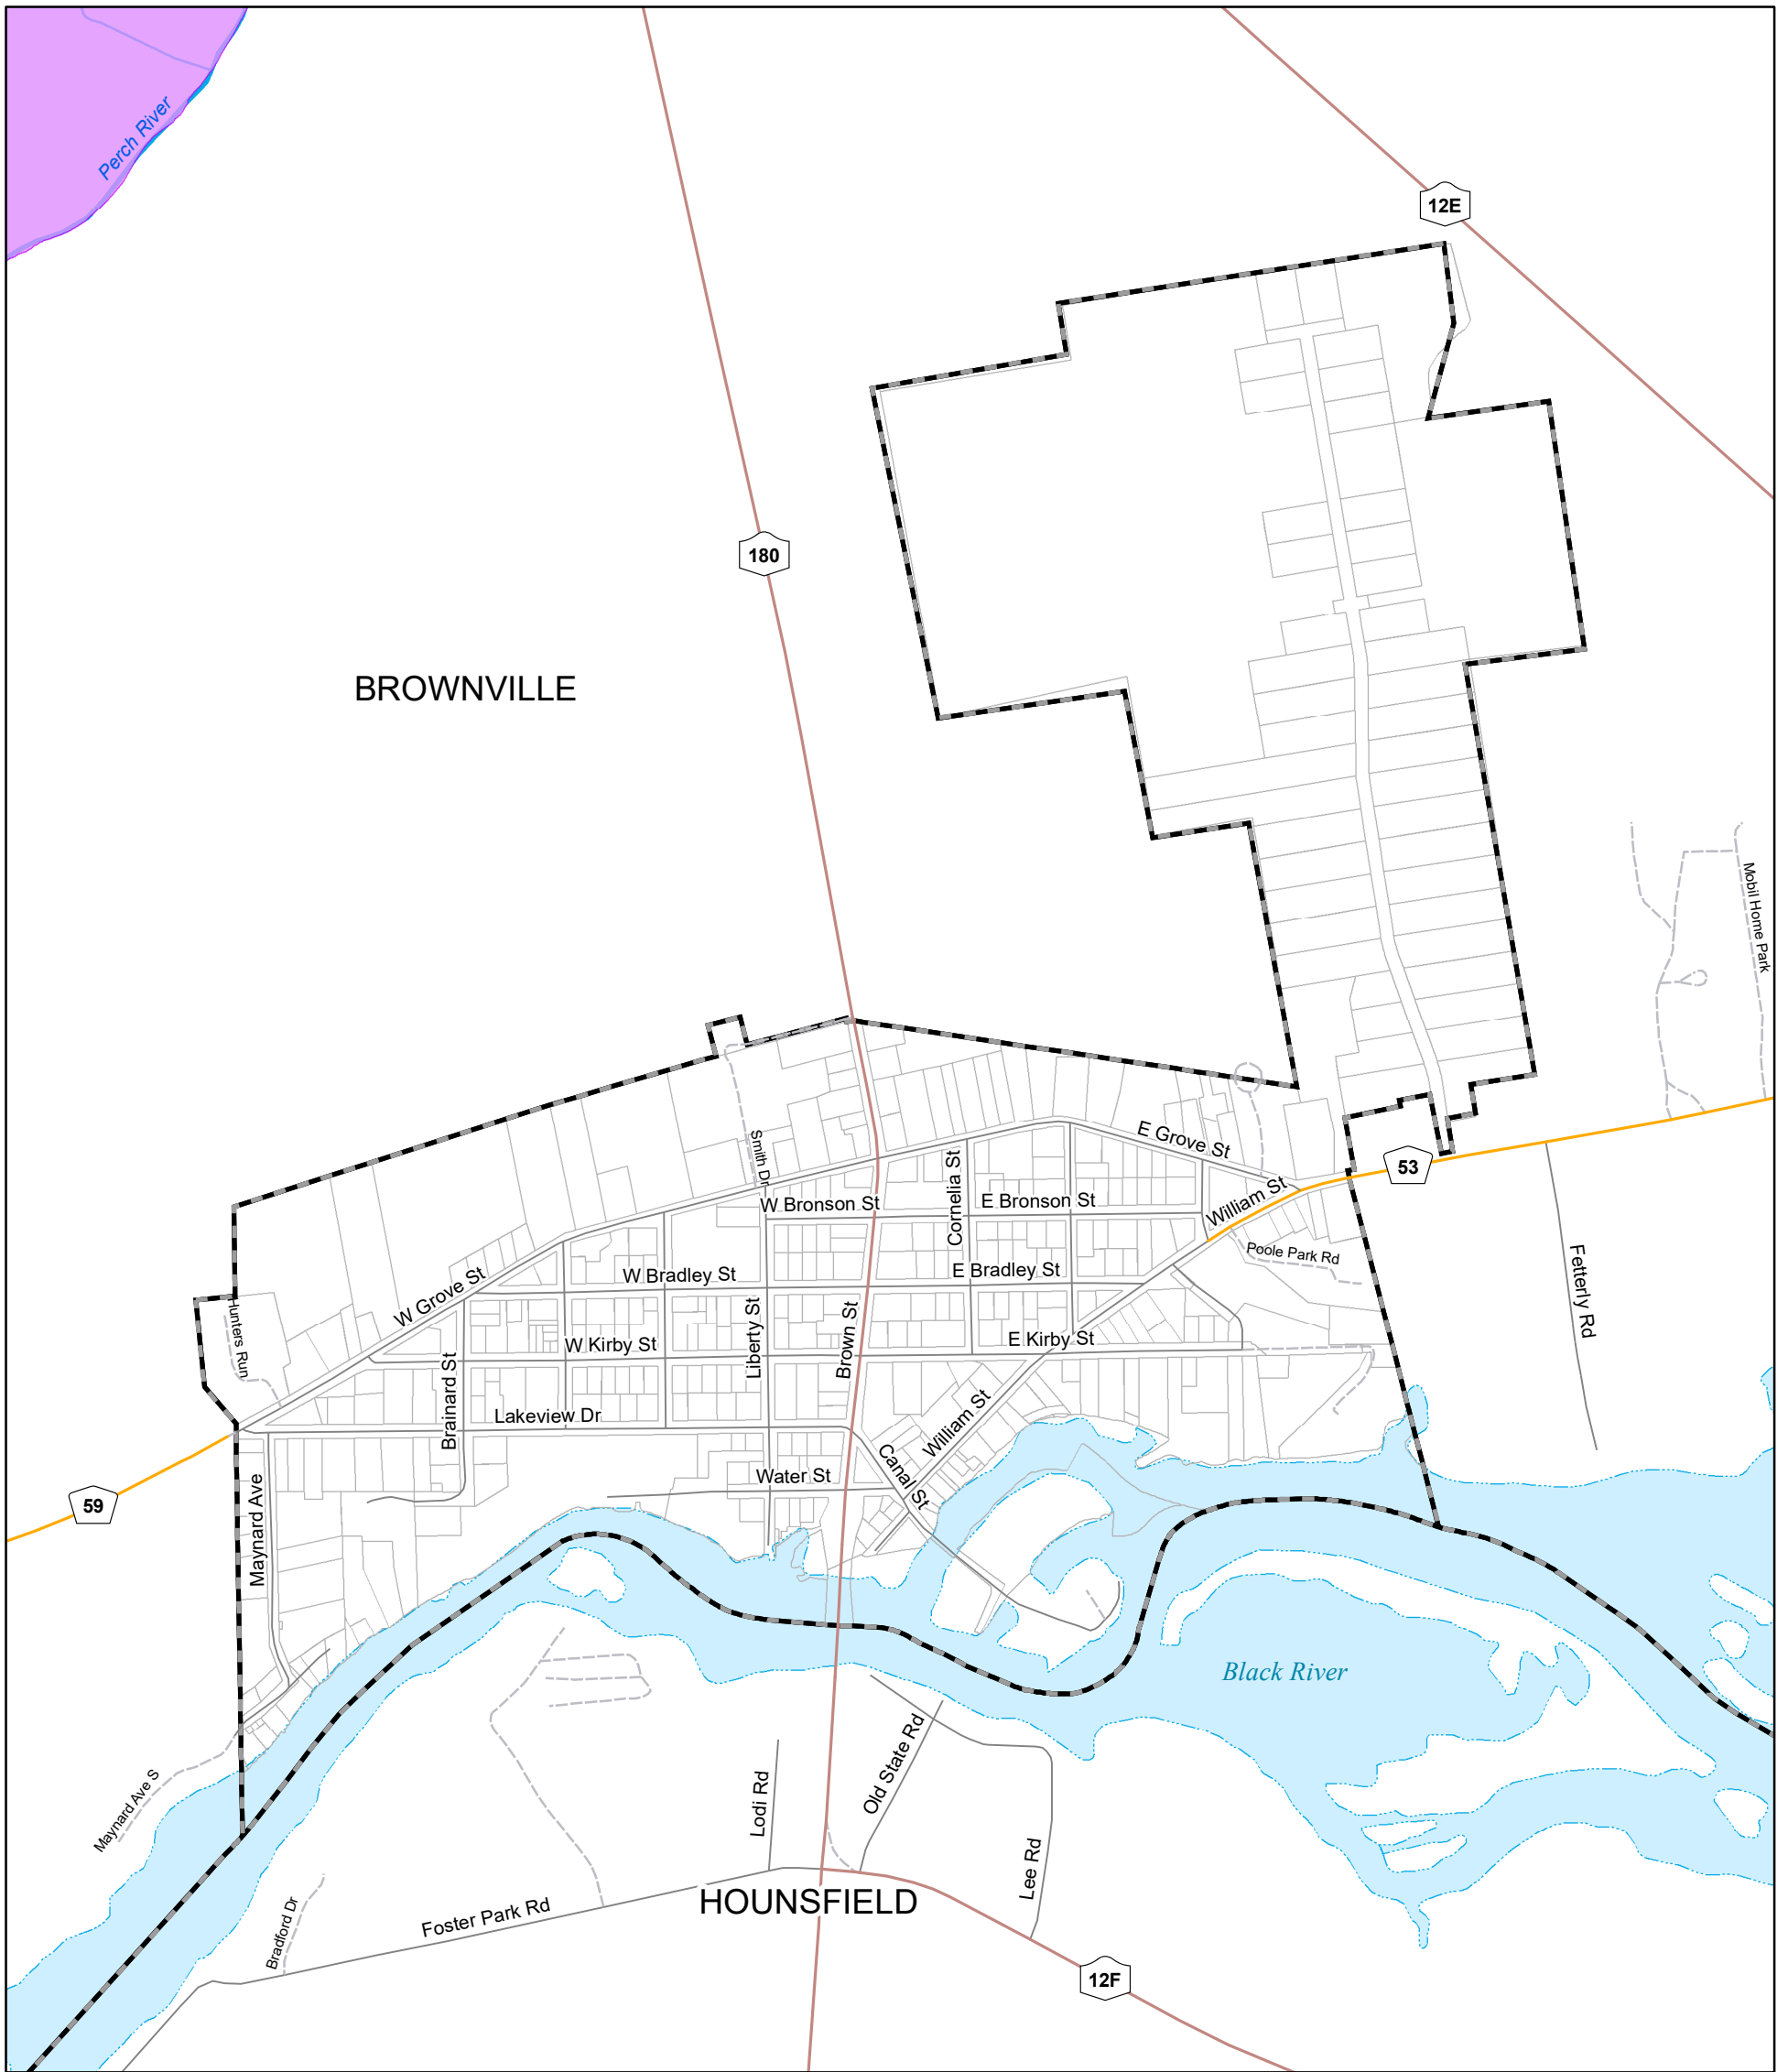 Perch River
12E
180
BROWNVILLE
Mobil Home Park
E Grove St
Smith Dr
53
Cornelia St
W Bronson St
E Bronson St
William St
Poole Park Rd
Fetterly Rd
W Bradley St
E Bradley St
W Grove St
Hunters Run
Liberty St
Brown St
W Kirby St
E Kirby St
Brainard St
Lakeview Dr
William St
Canal St
Water St
59
Maynard Ave
Black River
Maynard Ave S
Lodi Rd
Old State Rd
Lee Rd
HOUNSFIELD
Foster Park Rd
Bradford Dr
12F